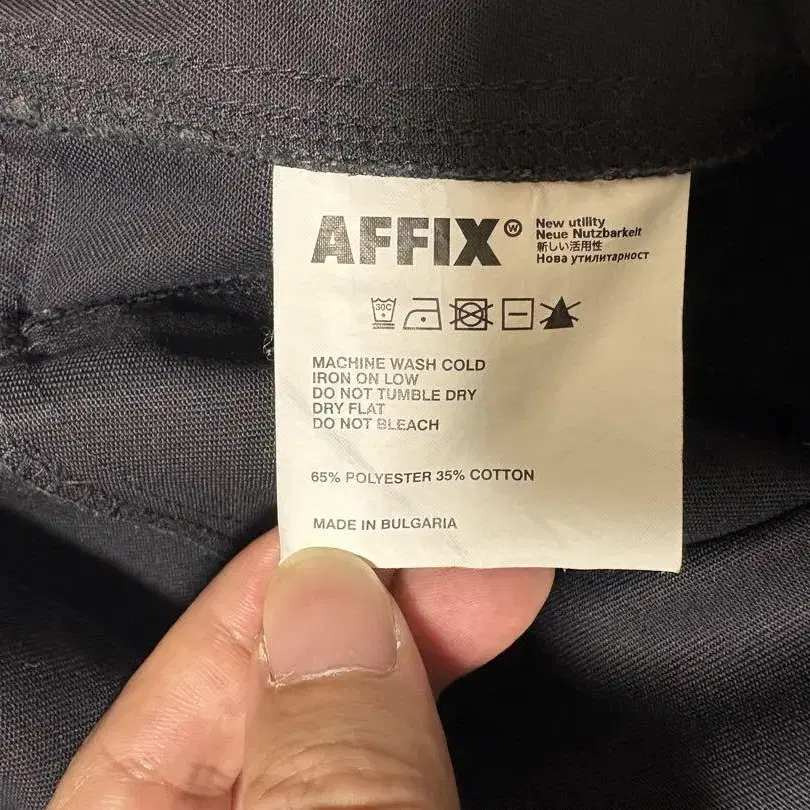 AFFIX W
New utility
Neue Nutzbarkeit
新しい活用性
Нова утилитарност
30C
MACHINE WASH COLD
IRON ON LOW
DO NOT TUMBLE DRY
DRY FLAT
DO NOT BLEACH
65% POLYESTER 35% COTTON
MADE IN BULGARIA